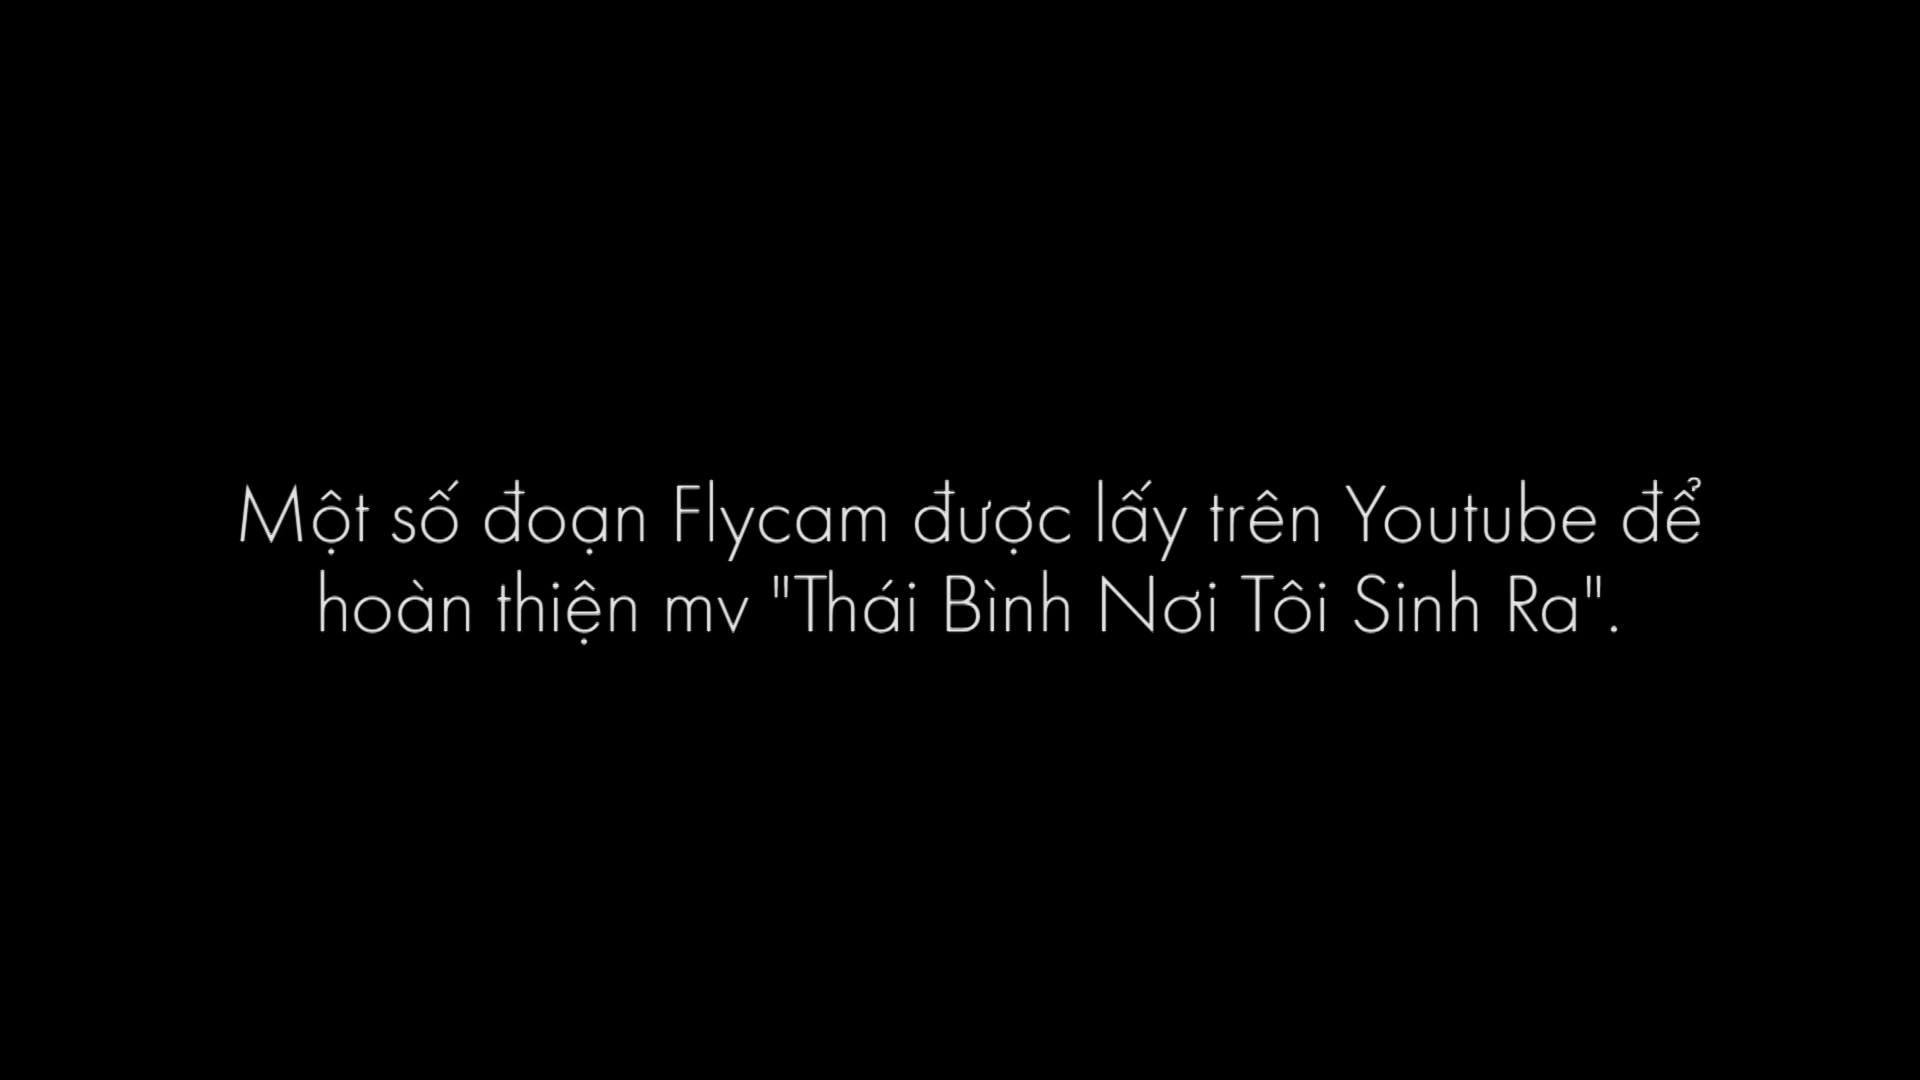 Một số đoạn Flycam được lấy trên Youtube để
hoàn thiện mv "Thái Bình Nơi Tôi Sinh Ra".